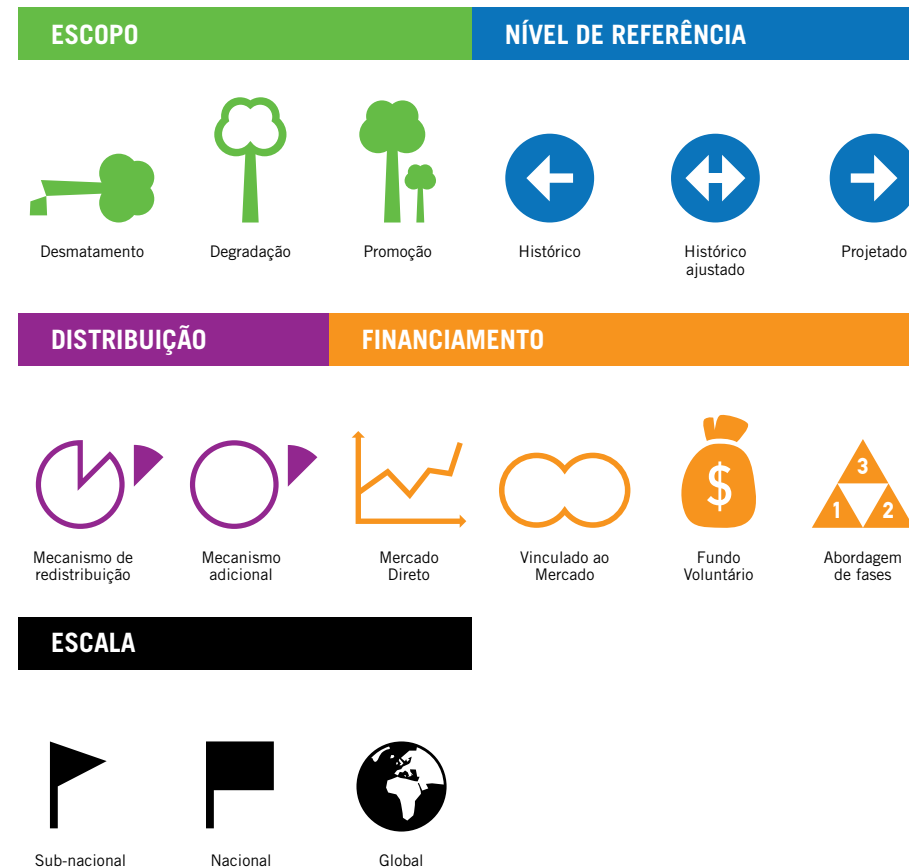 ESCOPO
NÍVEL DE REFERÊNCIA
Desmatamento
Degradação
Promoção
Histórico
Histórico
ajustado
Projetado
DISTRIBUIÇÃO
FINANCIAMENTO
$
3
1
2
Mecanismo de
redistribuição
Mecanismo
adicional
Mercado
Direto
Vinculado ao
Mercado
Fundo
Voluntário
Abordagem
de fases
ESCALA
Sub-nacional
Nacional
Global